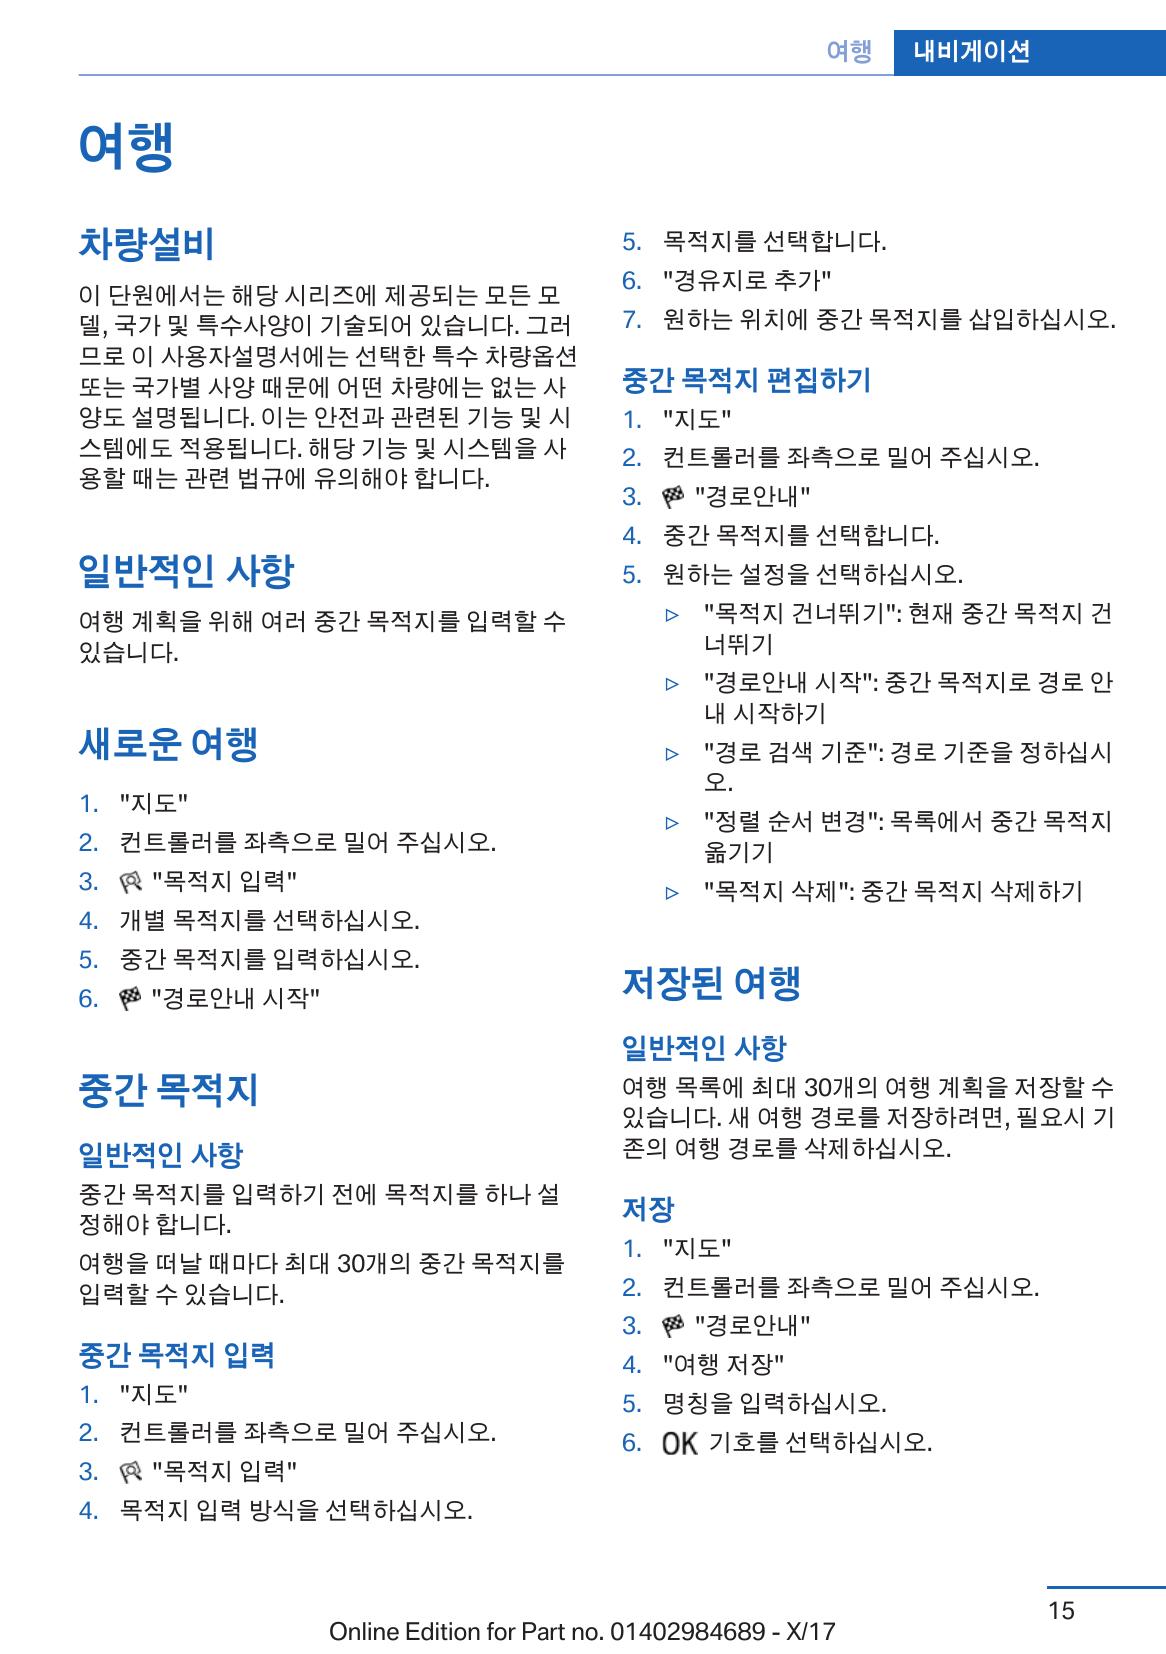 여행 내비게이션
여행
차량설비
이 단원에서는 해당 시리즈에 제공되는 모든 모
델, 국가 및 특수사양이 기술되어 있습니다. 그러
므로 이 사용자설명서에는 선택한 특수 차량옵션
또는 국가별 사양 때문에 어떤 차량에는 없는 사
양도 설명됩니다. 이는 안전과 관련된 기능 및 시
스템에도 적용됩니다. 해당 기능 및 시스템을 사
용할 때는 관련 법규에 유의해야 합니다.
일반적인 사항
여행 계획을 위해 여러 중간 목적지를 입력할 수
있습니다.
새로운 여행
1. "지도"
2. 컨트롤러를 좌측으로 밀어 주십시오.
3. "목적지 입력"
4. 개별 목적지를 선택하십시오.
5. 중간 목적지를 입력하십시오.
6. "경로안내 시작"
중간 목적지
일반적인 사항
중간 목적지를 입력하기 전에 목적지를 하나 설
정해야 합니다.
여행을 떠날 때마다 최대 30개의 중간 목적지를
입력할 수 있습니다.
중간 목적지 입력
1. "지도"
2. 컨트롤러를 좌측으로 밀어 주십시오.
3. "목적지 입력"
4. 목적지 입력 방식을 선택하십시오.
5. 목적지를 선택합니다.
6. "경유지로 추가"
7. 원하는 위치에 중간 목적지를 삽입하십시오.
중간 목적지 편집하기
1. "지도"
2. 컨트롤러를 좌측으로 밀어 주십시오.
3. "경로안내"
4. 중간 목적지를 선택합니다.
5. 원하는 설정을 선택하십시오.
▷ "목적지 건너뛰기": 현재 중간 목적지 건
너뛰기
▷ "경로안내 시작": 중간 목적지로 경로 안
내 시작하기
▷ "경로 검색 기준": 경로 기준을 정하십시
오.
▷ "정렬 순서 변경": 목록에서 중간 목적지
옮기기
▷ "목적지 삭제": 중간 목적지 삭제하기
저장된 여행
일반적인 사항
여행 목록에 최대 30개의 여행 계획을 저장할 수
있습니다. 새 여행 경로를 저장하려면, 필요시 기
존의 여행 경로를 삭제하십시오.
저장
1. "지도"
2. 컨트롤러를 좌측으로 밀어 주십시오.
3. "경로안내"
4. "여행 저장"
5. 명칭을 입력하십시오.
6. OK 기호를 선택하십시오.
15
Online Edition for Part no. 01402984689 - X/17